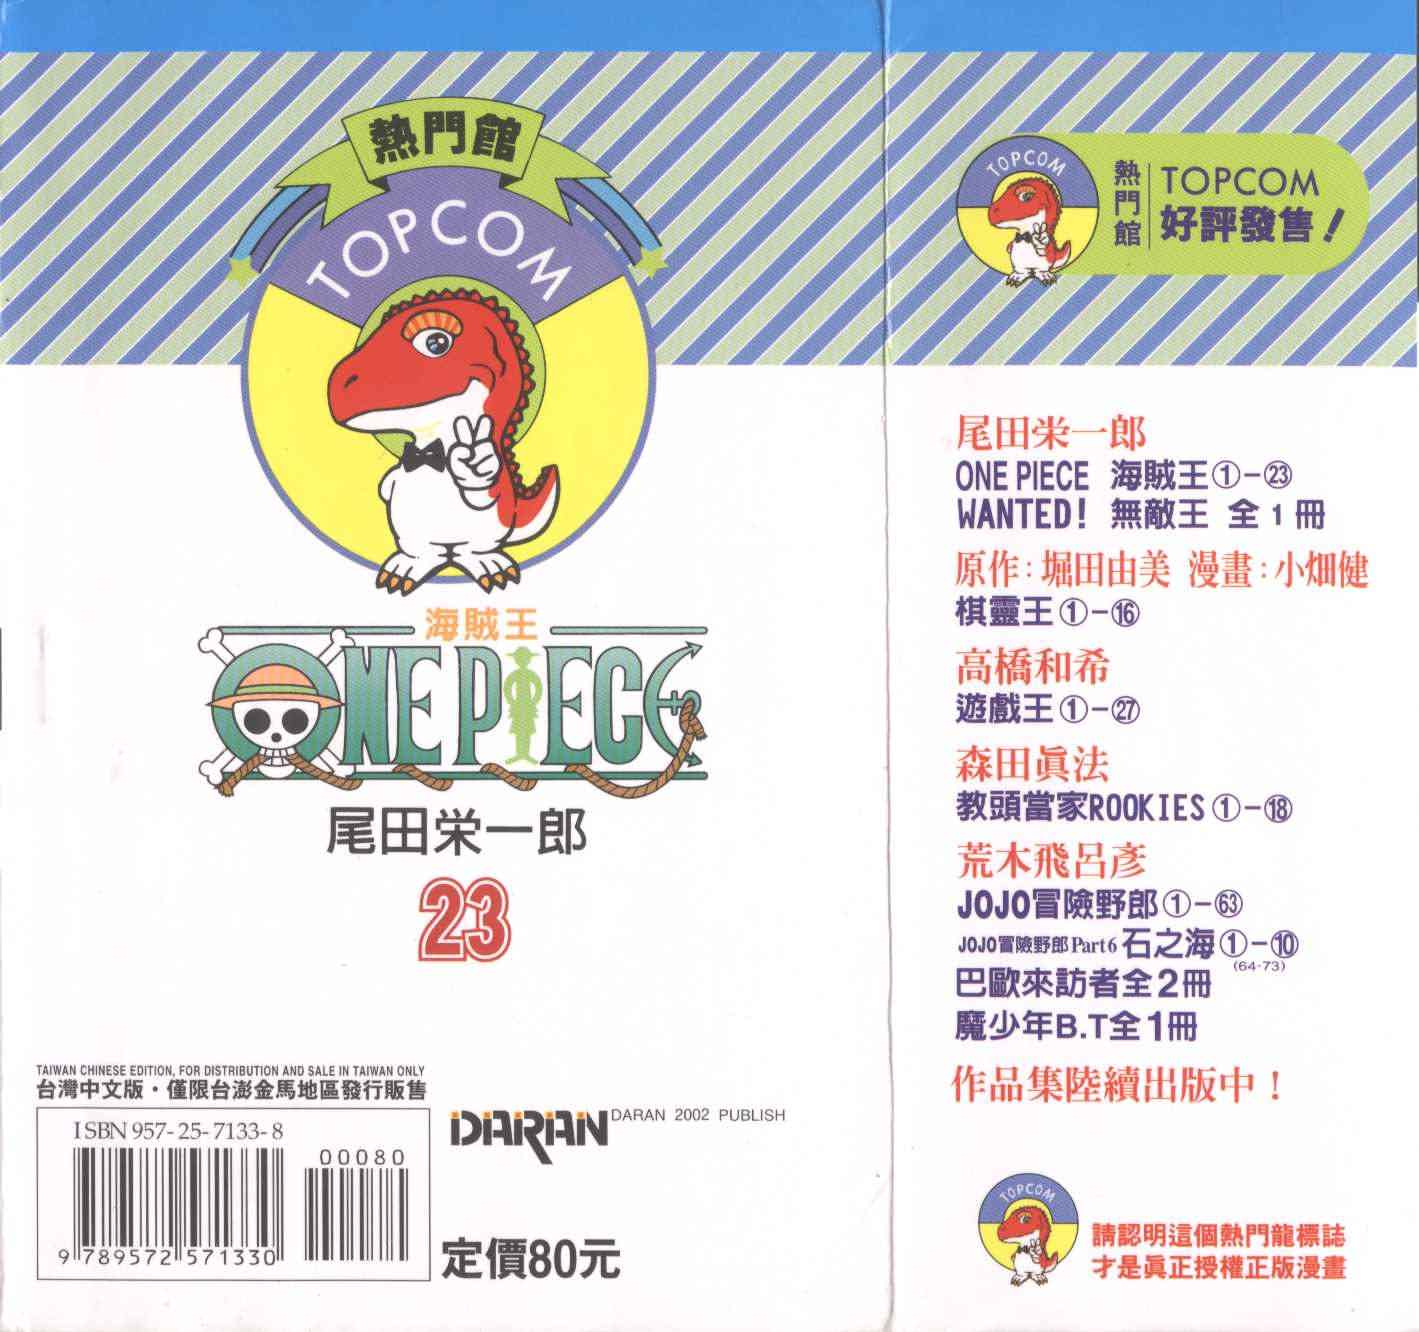 熱門館
TOPCOM
海賊王
ONE PIECE
尾田栄一郎
23
TAIWAN CHINESE EDITION, FOR DISTRIBUTION AND SALE IN TAIWAN ONLY
台灣中文版・僅限台澎金馬地區發行販售
ISBN 957-25-7133-8
00080
9 789572 571330
DARAN
DARAN 2002 PUBLISH
定價80元
TOPCOM
熱門館
TOPCOM
好評發售！
尾田栄一郎
ONE PIECE 海賊王①－㉓
WANTED! 無敵王 全1冊
原作：堀田由美 漫畫：小畑健
棋靈王①－⑯
高橋和希
遊戲王①－㉗
森田眞法
教頭當家ROOKIES①－⑱
荒木飛呂彥
JOJO冒險野郎①－63
JOJO冒險野郎Part6 石之海①－⑩
(64-73)
巴歐來訪者全2冊
魔少年B.T全1冊
作品集陸續出版中！
TOPCOM
請認明這個熱門龍標誌
才是眞正授權正版漫畫